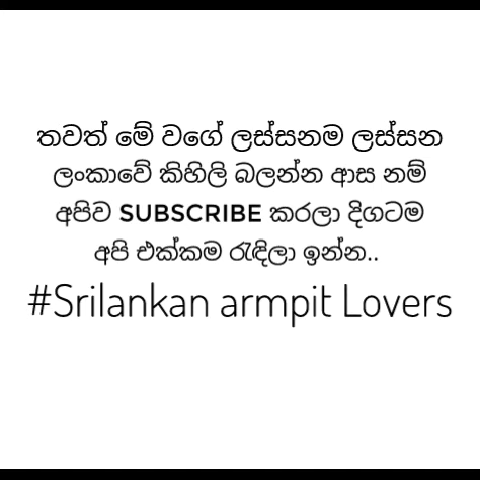 තවත් මේ වගේ ලස්සනම ලස්සන
ලංකාවේ කිහිලි බලන්න ආස නම්
අපිව SUBSCRIBE කරලා දිගටම
අපි එක්කම රැඳිලා ඉන්න..
#Srilankan armpit Lovers